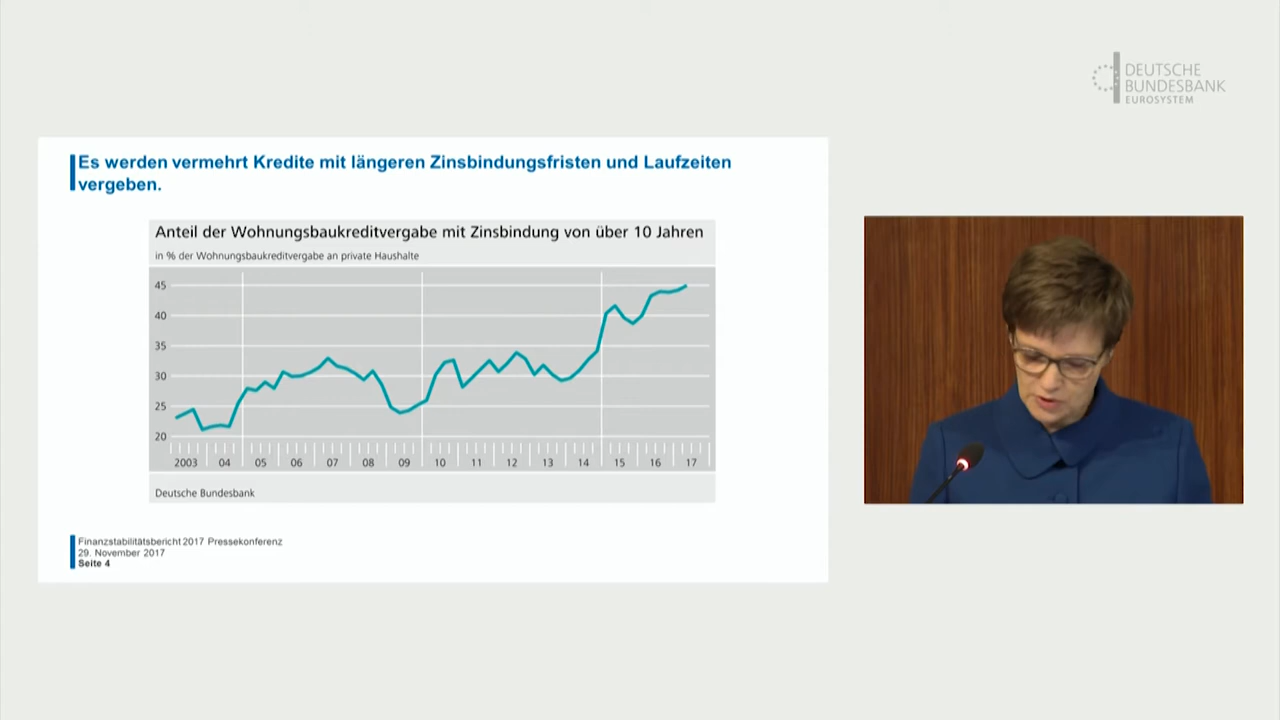 DEUTSCHE
BUNDESBANK
EUROSYSTEM
Es werden vermehrt Kredite mit längeren Zinsbindungsfristen und Laufzeiten
vergeben.
Anteil der Wohnungsbaukreditvergabe mit Zinsbindung von über 10 Jahren
in % der Wohnungsbaukreditvergabe an private Haushalte
45
40
35
30
25
20
2003 04 05 06 07 08 09 10 11 12 13 14 15 16 17
Deutsche Bundesbank
Finanzstabilitätsbericht 2017 Pressekonferenz
29. November 2017
Seite 4